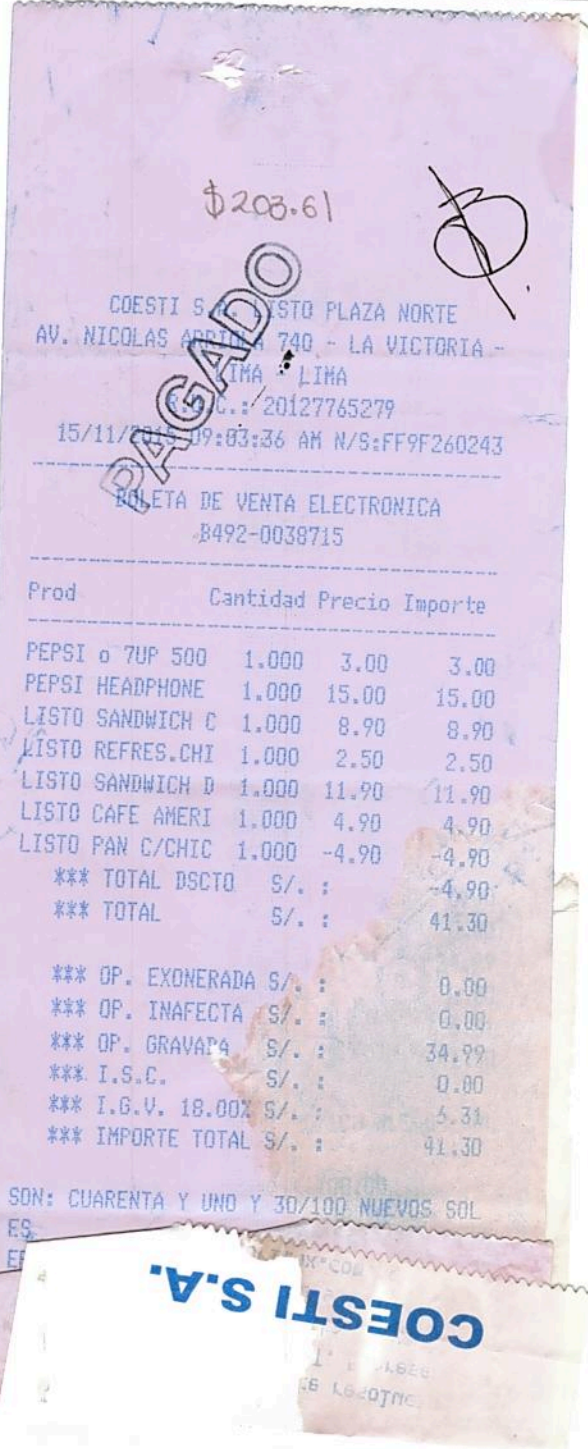 $203.61
PAGADO
COESTI S.A. LISTO PLAZA NORTE
AV. NICOLAS ARRIOLA 740 - LA VICTORIA -
LIMA - LIMA
R.U.C.: 20127765279
09:03:36 AM N/S:FF9F260243
BOLETA DE VENTA ELECTRONICA
B492-0038715
Prod Cantidad Precio Importe
PEPSI o 7UP 500 1.000 3.00 3.00
PEPSI HEADPHONE 1.000 15.00 15.00
LISTO SANDWICH C 1.000 8.90 8.90
LISTO REFRES.CHI 1.000 2.50 2.50
LISTO SANDWICH D 1.000 11.90 11.90
LISTO CAFE AMERI 1.000 4.90 4.90
LISTO PAN C/CHIC 1.000 -4.90 -4.90
*** TOTAL DSCTO S/. : -4.90
*** TOTAL S/. : 41.30
*** OP. EXONERADA S/. : 0.00
*** OP. INAFECTA S/. : 0.00
*** OP. GRAVADA S/. : 34.99
*** I.S.C. S/. : 0.00
*** I.G.V. 18.00% S/. : 6.31
*** IMPORTE TOTAL S/. : 41.30
SON: CUARENTA Y UNO Y 30/100 NUEVOS SOL
ES
COESTI S.A.